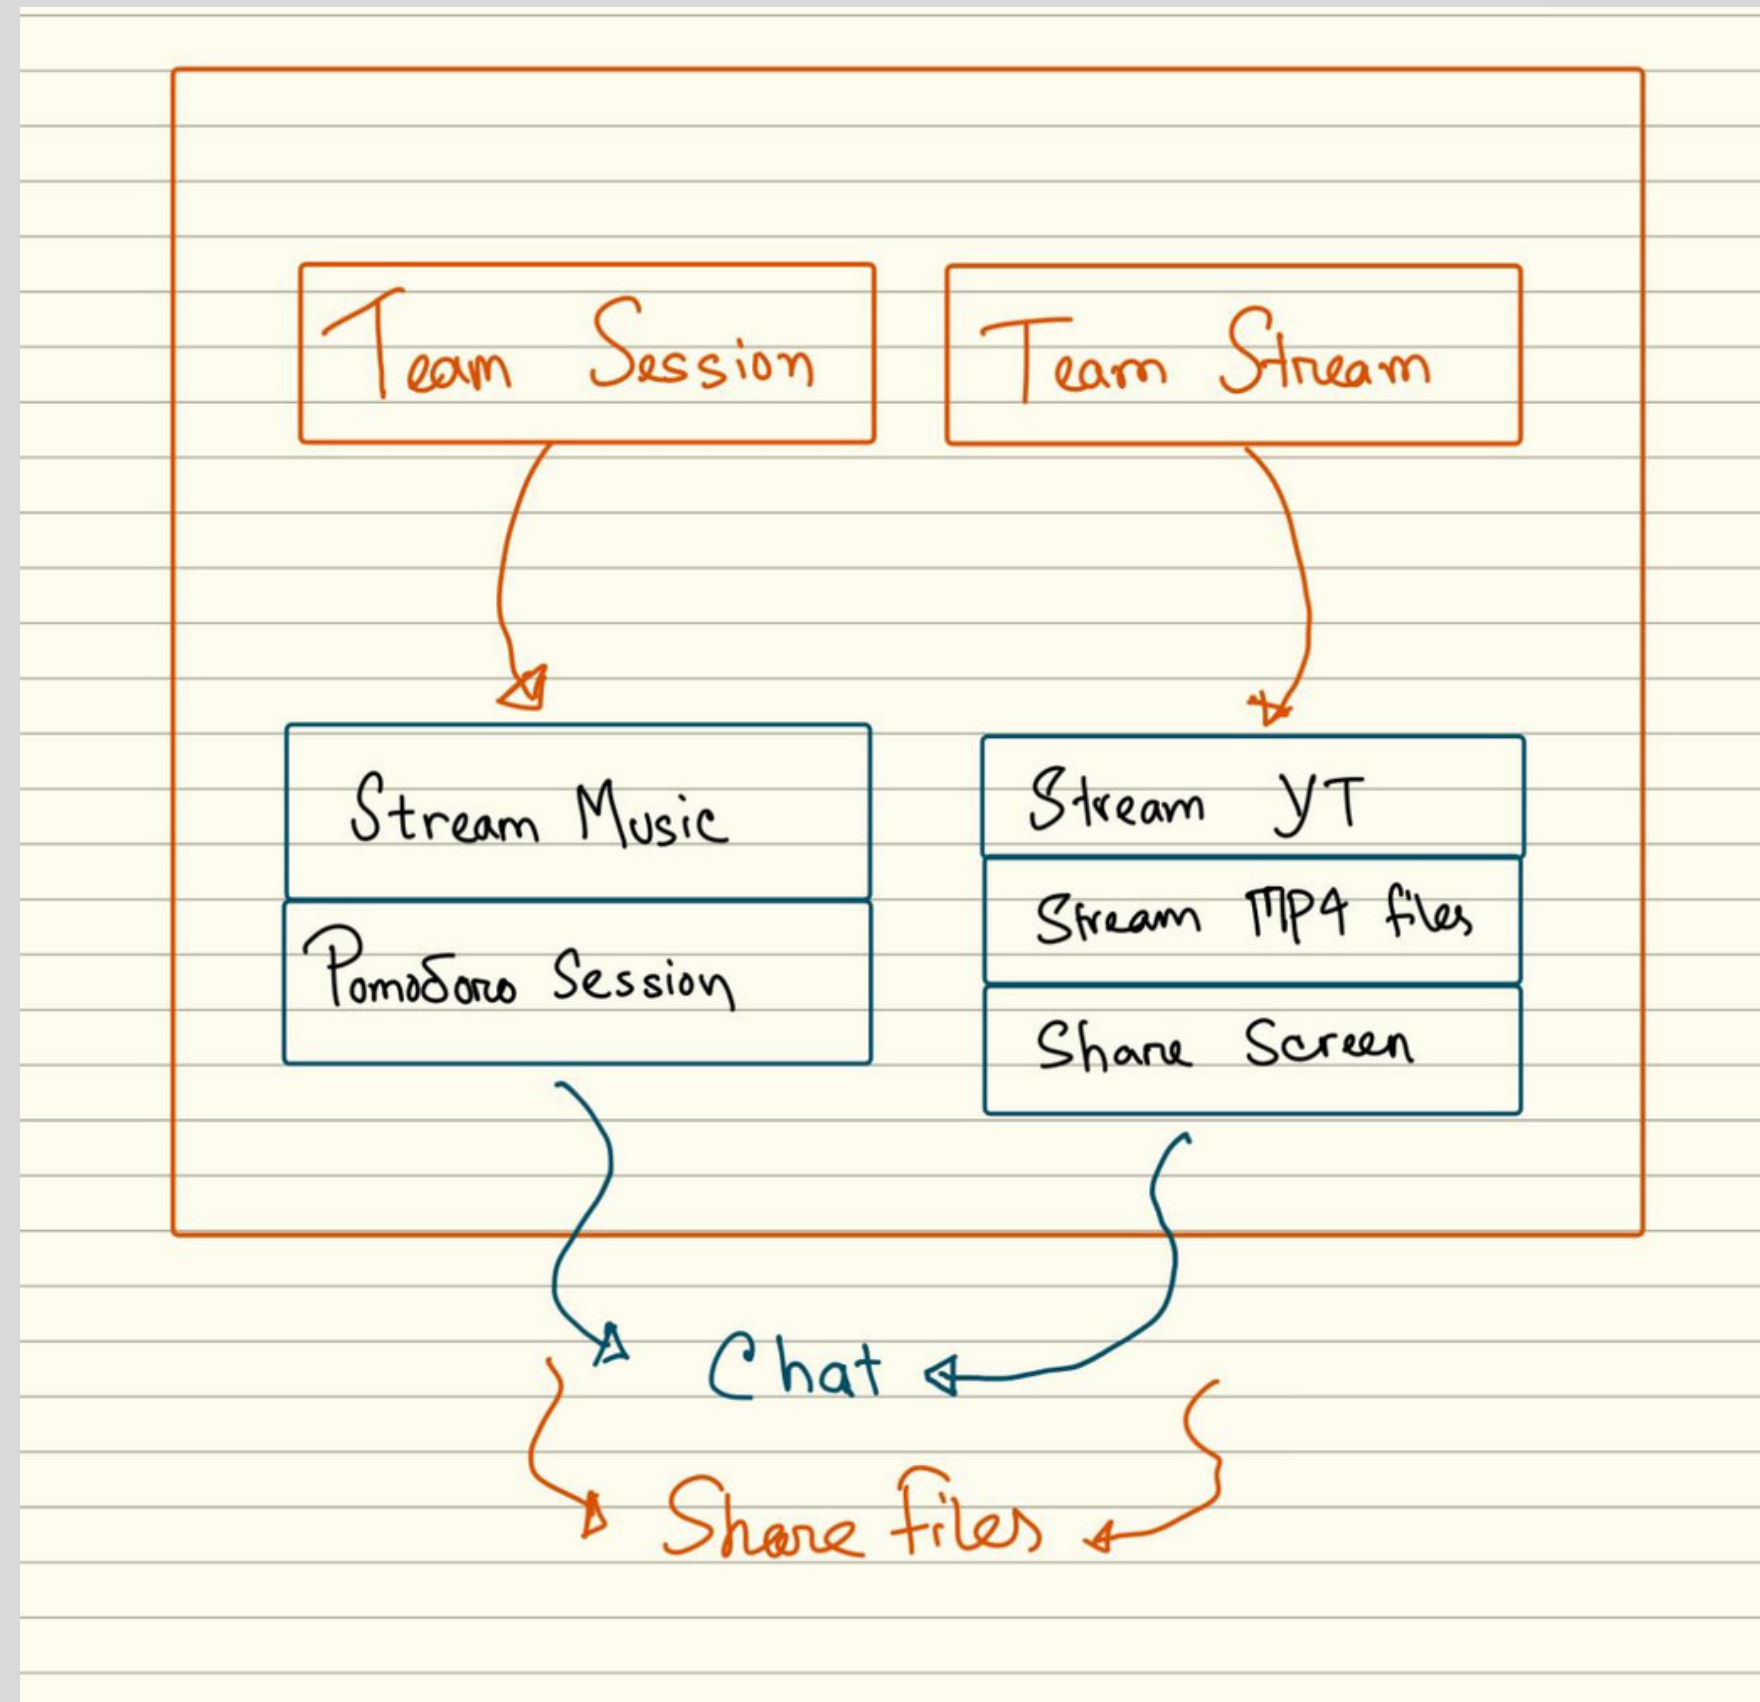 Team Session
Team Stream
Stream Music
Pomodoro Session
Stream YT
Stream MP4 files
Share Screen
Chat
Share files